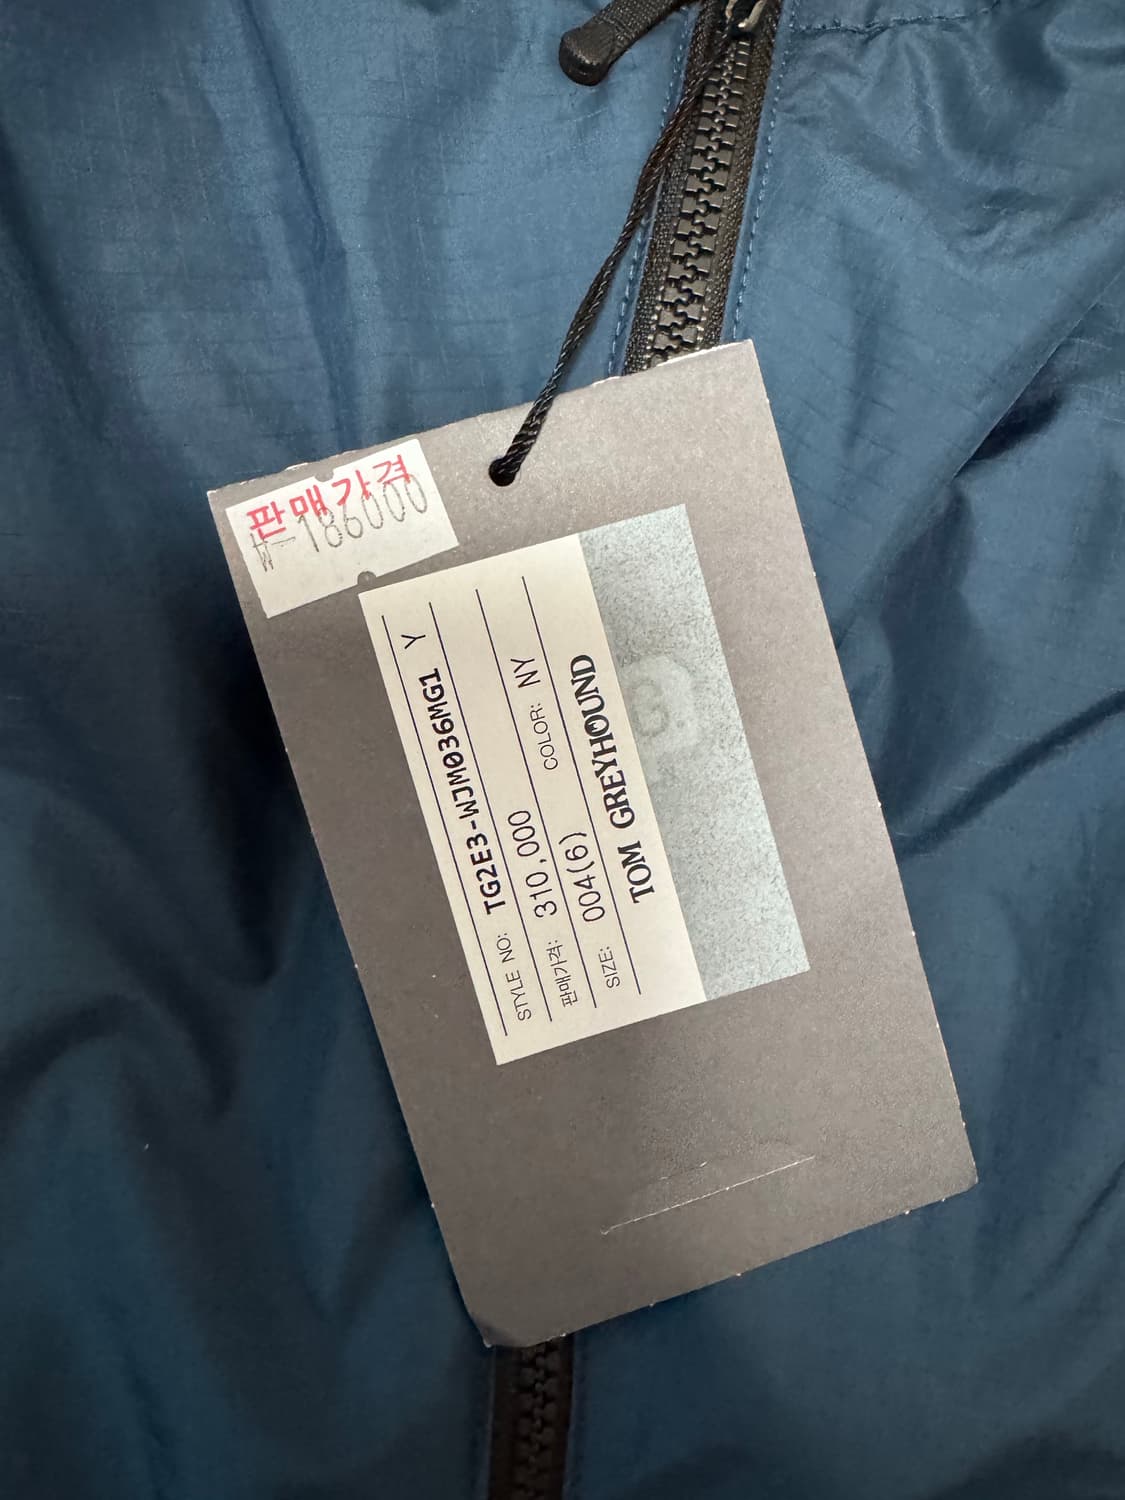 판매가격
₩-186000
STYLE NO: TG2E3-WJM036MG1 Y
판매가격: 310,000
SIZE: 004(6) COLOR: NY
TOM GREYHOUND